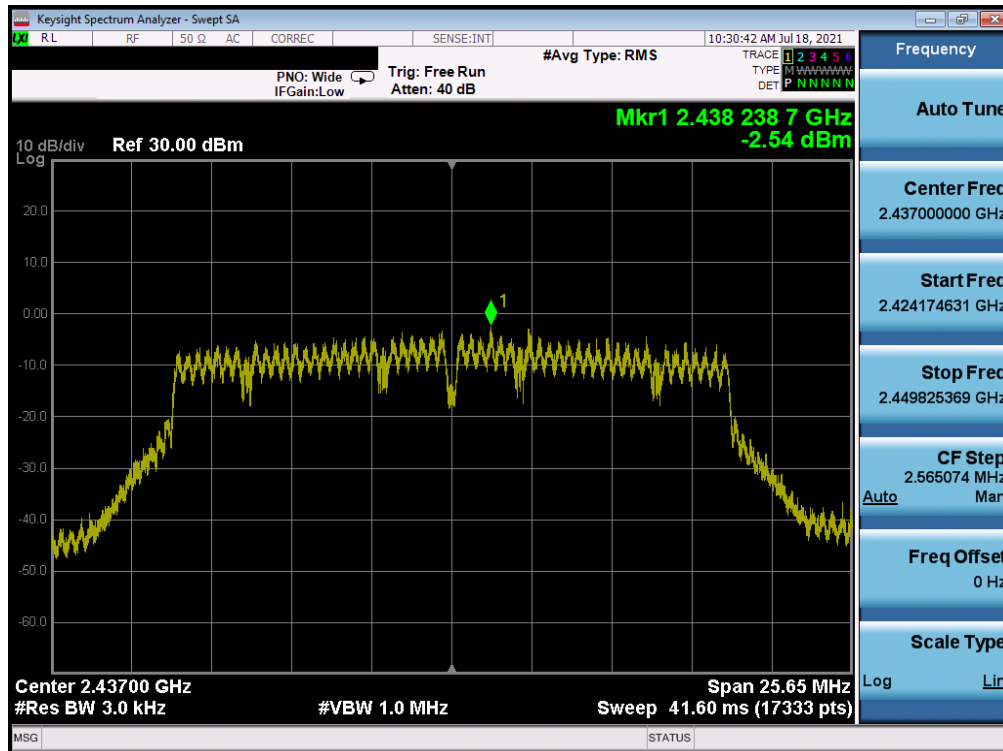 Keysight Spectrum Analyzer - Swept SA
LXI RL RF 50 Ω AC CORREC SENSE:INT 10:30:42 AM Jul 18, 2021
#Avg Type: RMS
TRACE 1 2 3 4 5 6
PNO: Wide Trig: Free Run TYPE M W W W W W
IFGain:Low Atten: 40 dB DET P N N N N N
Mkr1 2.438 238 7 GHz
-2.54 dBm
10 dB/div Ref 30.00 dBm
Log
1
20.0
10.0
0.00
-10.0
-20.0
-30.0
-40.0
-50.0
-60.0
Center 2.43700 GHz Span 25.65 MHz
#Res BW 3.0 kHz #VBW 1.0 MHz Sweep 41.60 ms (17333 pts)
MSG STATUS
Frequency
Auto Tune
Center Freq
2.437000000 GHz
Start Freq
2.424174631 GHz
Stop Freq
2.449825369 GHz
CF Step
2.565074 MHz
Auto Man
Freq Offset
0 Hz
Scale Type
Log Lin